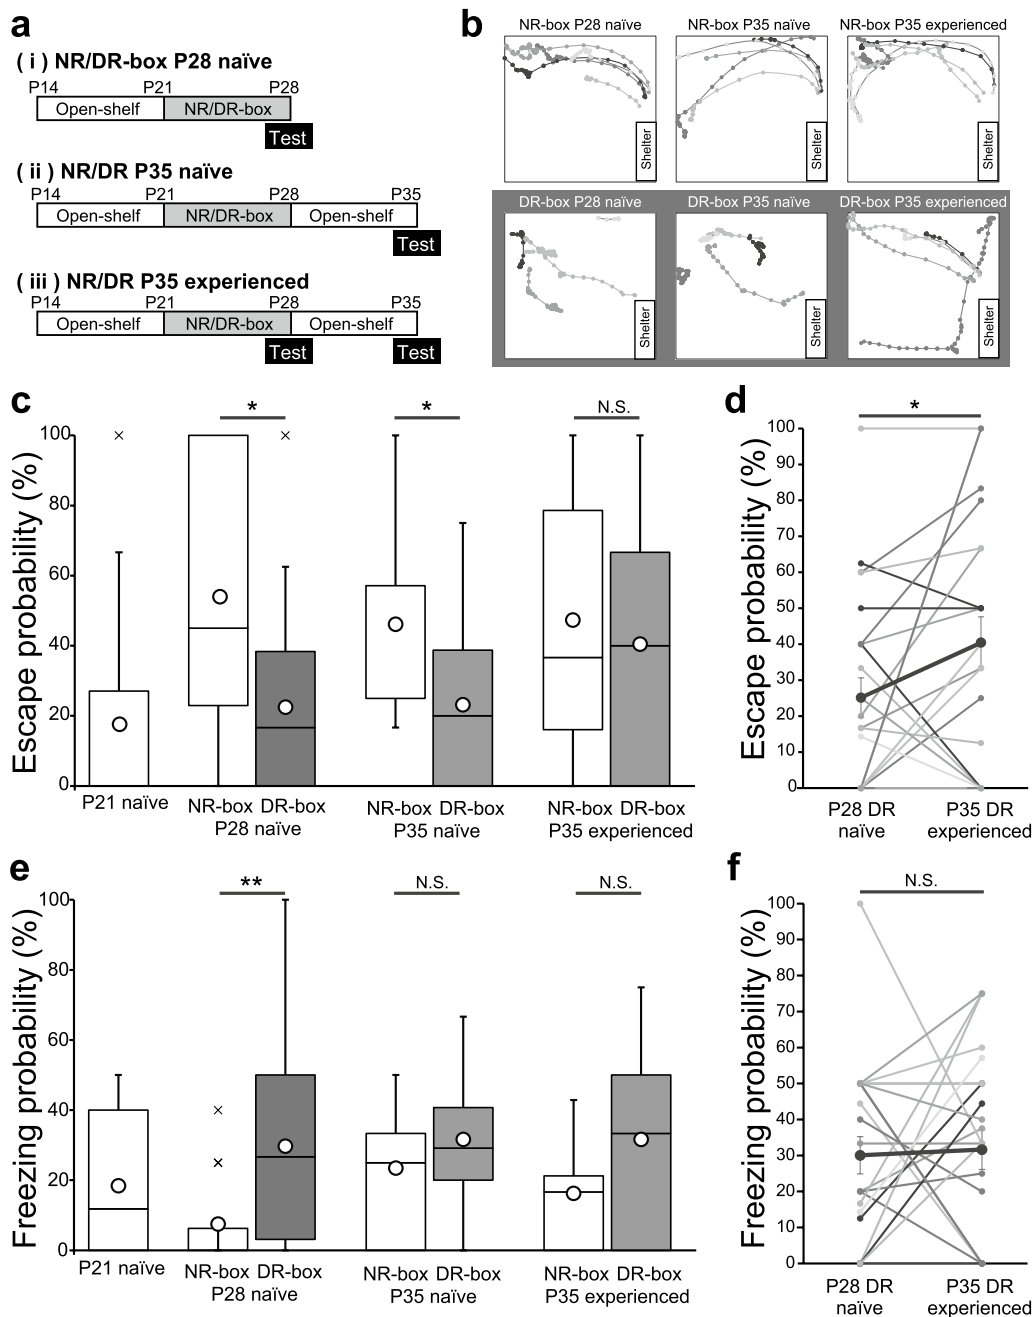 a
( i ) NR/DR-box P28 naïve
P14 P21 P28
Open-shelf NR/DR-box
Test
( ii ) NR/DR P35 naïve
P14 P21 P28 P35
Open-shelf NR/DR-box Open-shelf
Test
( iii ) NR/DR P35 experienced
P14 P21 P28 P35
Open-shelf NR/DR-box Open-shelf
Test Test
b
NR-box P28 naïve NR-box P35 naïve NR-box P35 experienced
Shelter Shelter Shelter
DR-box P28 naïve DR-box P35 naïve DR-box P35 experienced
Shelter Shelter Shelter
c
Escape probability (%)
100
80
60
40
20
0
* * N.S.
× ×
P21 naïve
NR-box DR-box
P28 naïve
NR-box DR-box
P35 naïve
NR-box DR-box
P35 experienced
d
Escape probability (%)
100
90
80
70
60
50
40
30
20
10
0
*
P28 DR
naïve
P35 DR
experienced
e
Freezing probability (%)
100
80
60
40
20
0
** N.S. N.S.
×
×
P21 naïve
NR-box DR-box
P28 naïve
NR-box DR-box
P35 naïve
NR-box DR-box
P35 experienced
f
Freezing probability (%)
100
90
80
70
60
50
40
30
20
10
0
N.S.
P28 DR
naïve
P35 DR
experienced